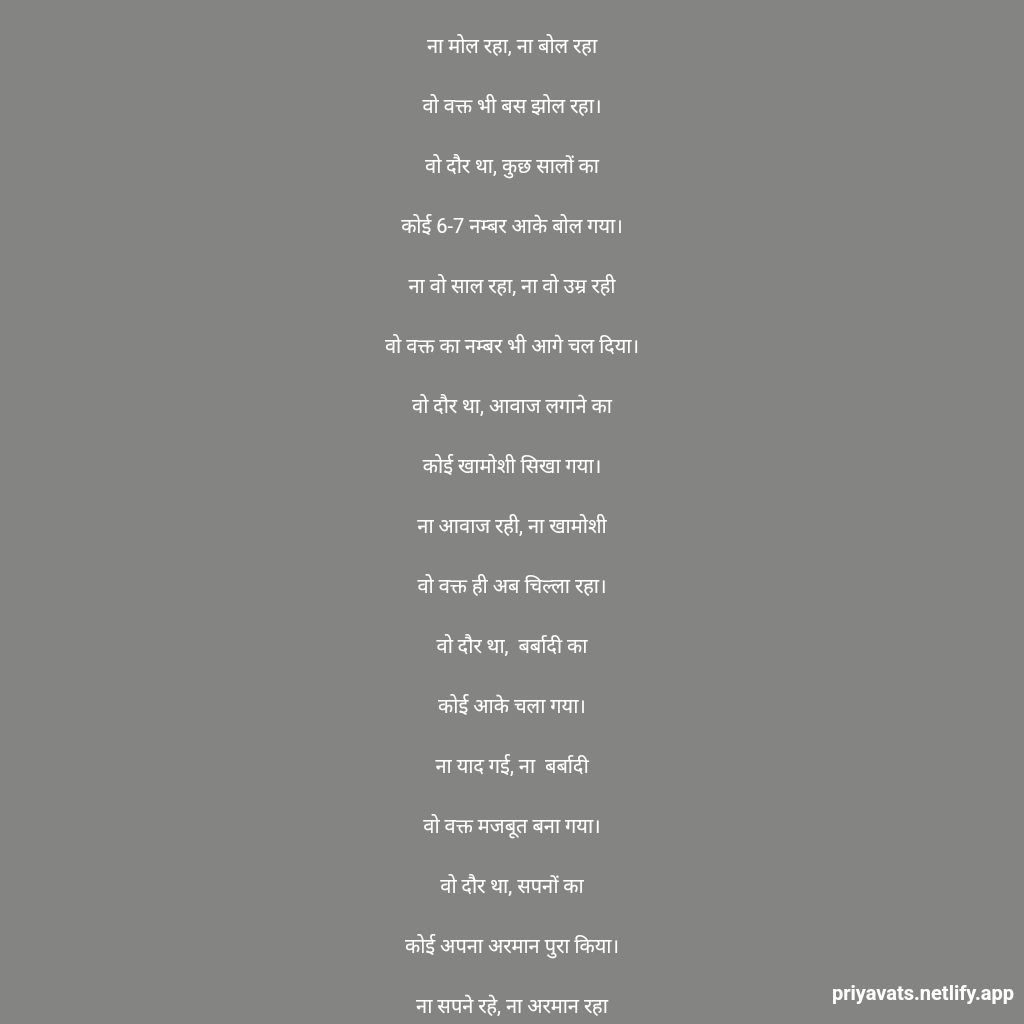 ना मोल रहा, ना बोल रहा
वो वक्त भी बस झोल रहा।
वो दौर था, कुछ सालों का
कोई 6-7 नम्बर आके बोल गया।
ना वो साल रहा, ना वो उम्र रही
वो वक्त का नम्बर भी आगे चल दिया।
वो दौर था, आवाज लगाने का
कोई खामोशी सिखा गया।
ना आवाज रही, ना खामोशी
वो वक्त ही अब चिल्ला रहा।
वो दौर था,  बर्बादी का
कोई आके चला गया।
ना याद गई, ना  बर्बादी
वो वक्त मजबूत बना गया।
वो दौर था, सपनों का
कोई अपना अरमान पुरा किया।
ना सपने रहे, ना अरमान रहा
priyavats.netlify.app